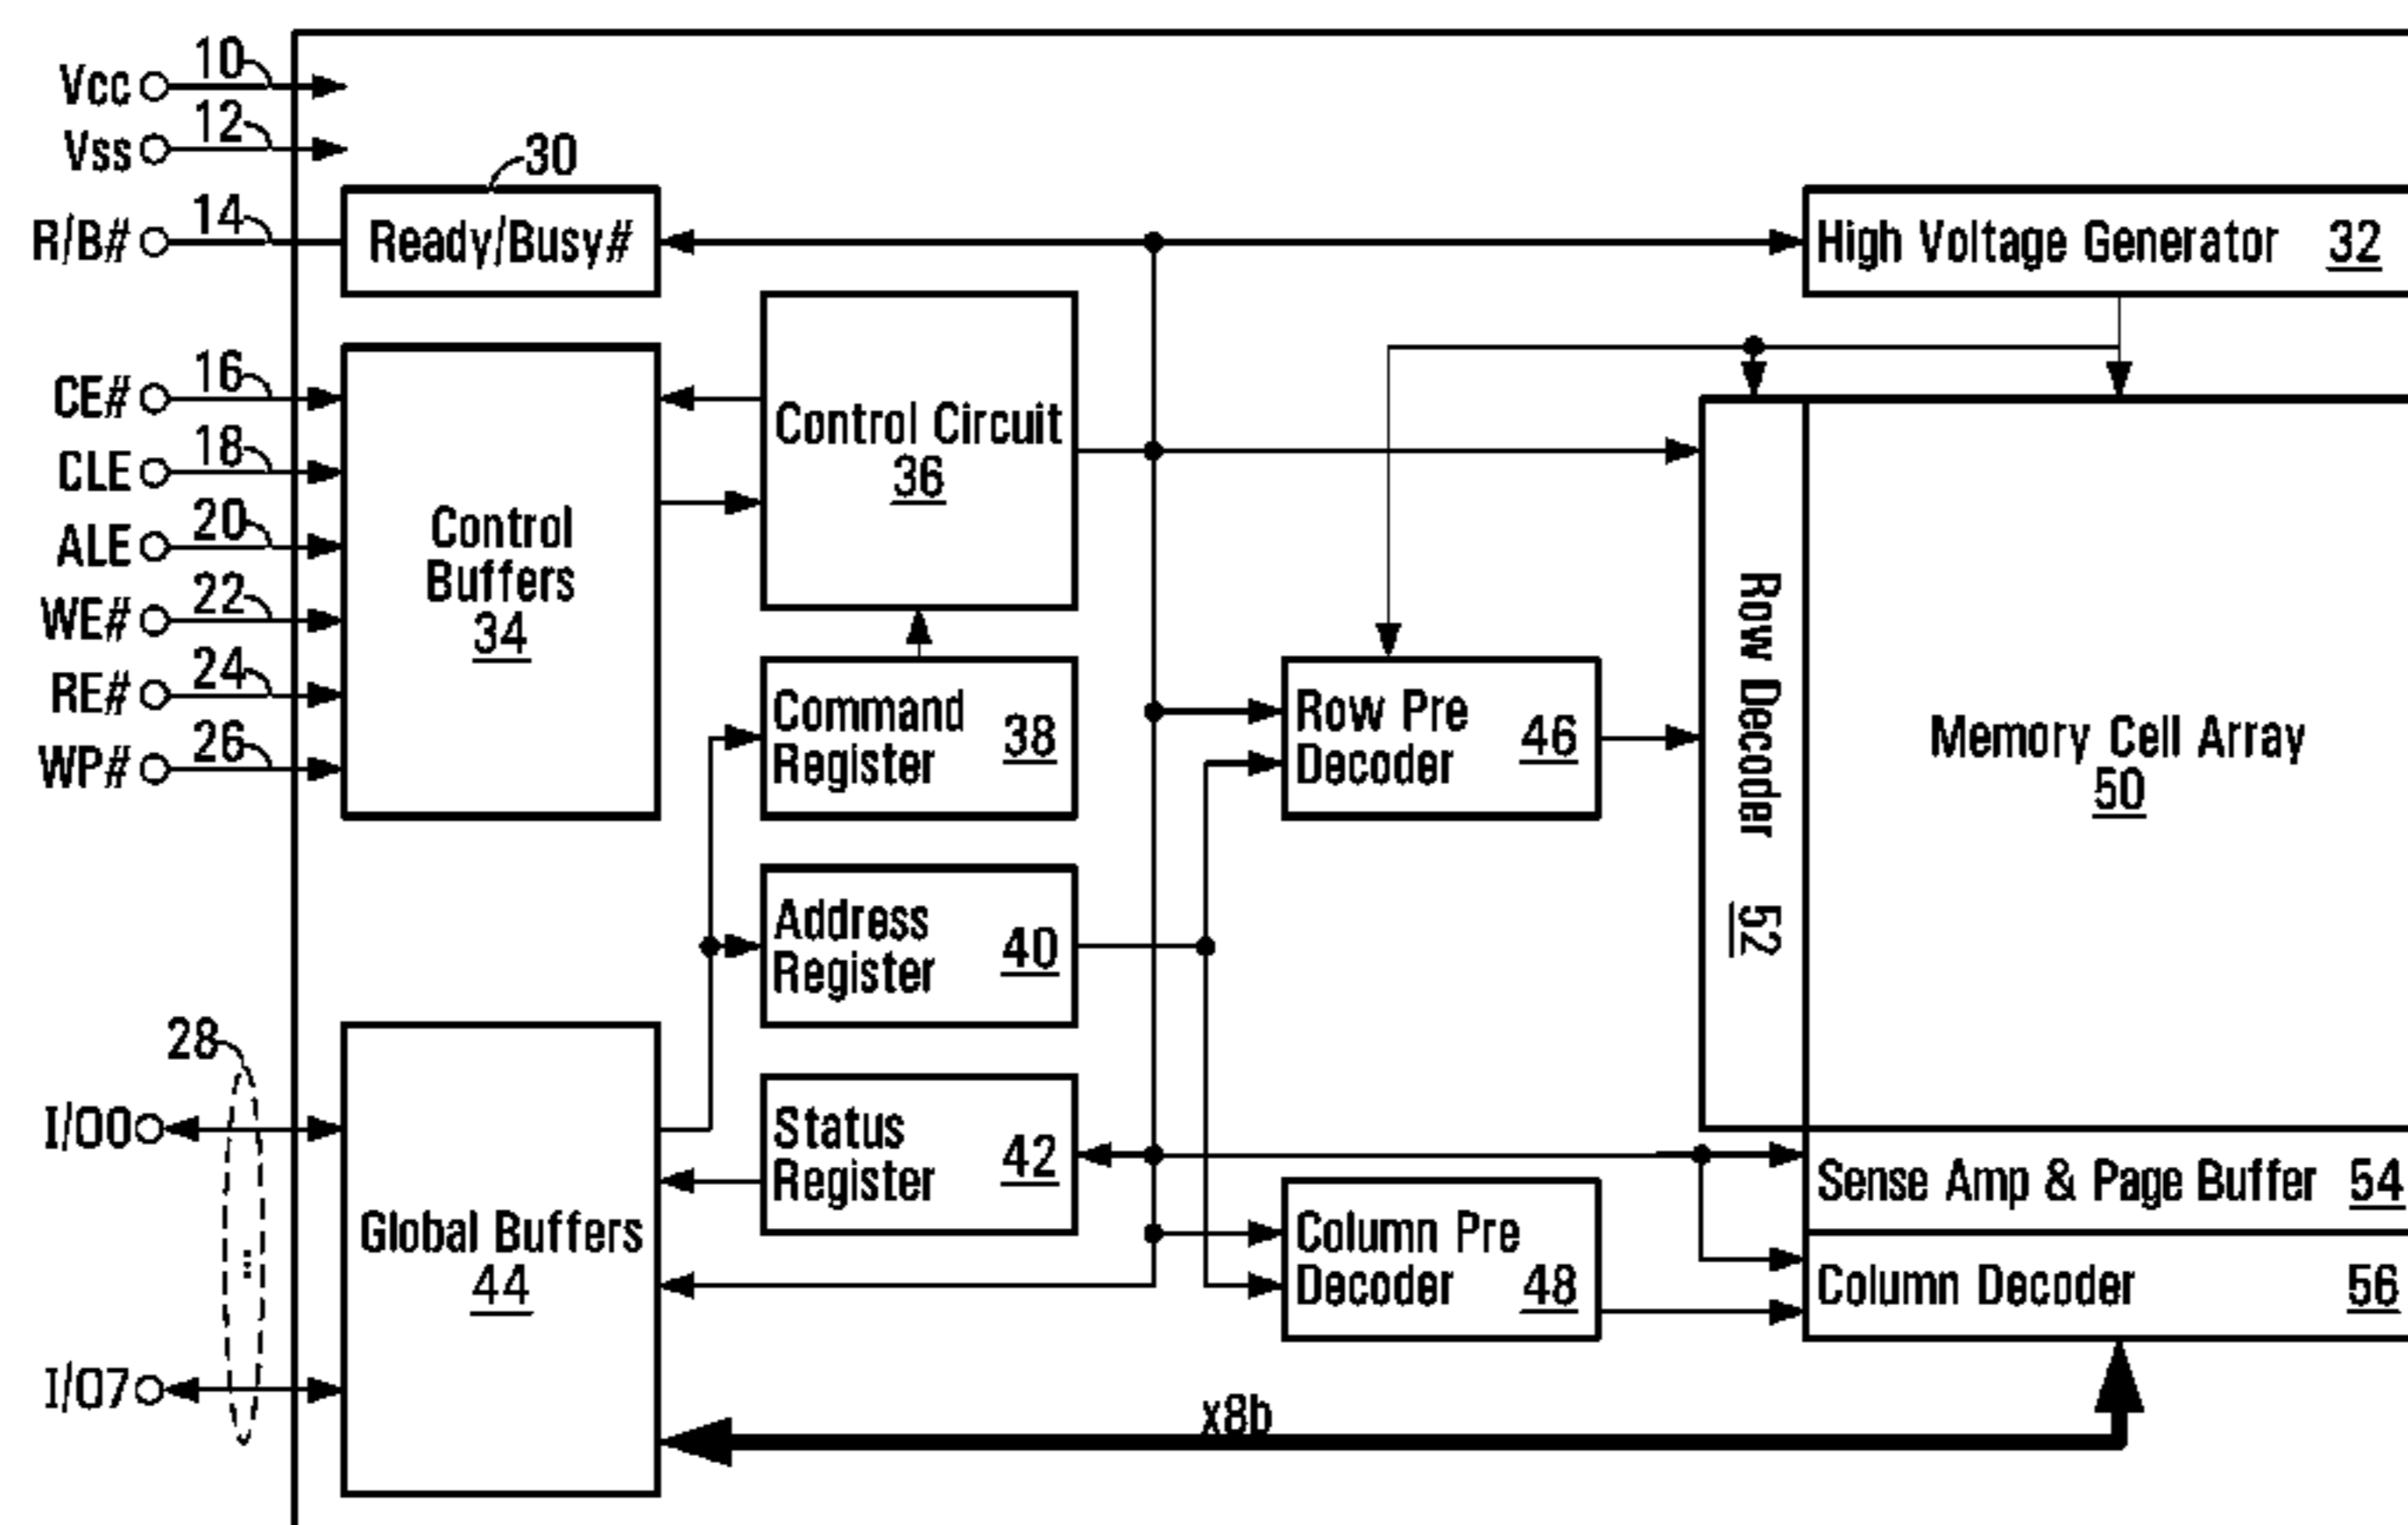 Vcc 10
Vss 12
30
R/B# 14
Ready/Busy#
High Voltage Generator 32
CE# 16
CLE 18
ALE 20
WE# 22
RE# 24
WP# 26
Control
Buffers
34
Control Circuit
36
Command
Register 38
Row Pre
Decoder 46
Row Decoder 52
Memory Cell Array
50
Address
Register 40
28
I/O0
I/O7
...
Global Buffers
44
Status
Register 42
Sense Amp & Page Buffer 54
Column Pre
Decoder 48
Column Decoder 56
x8b